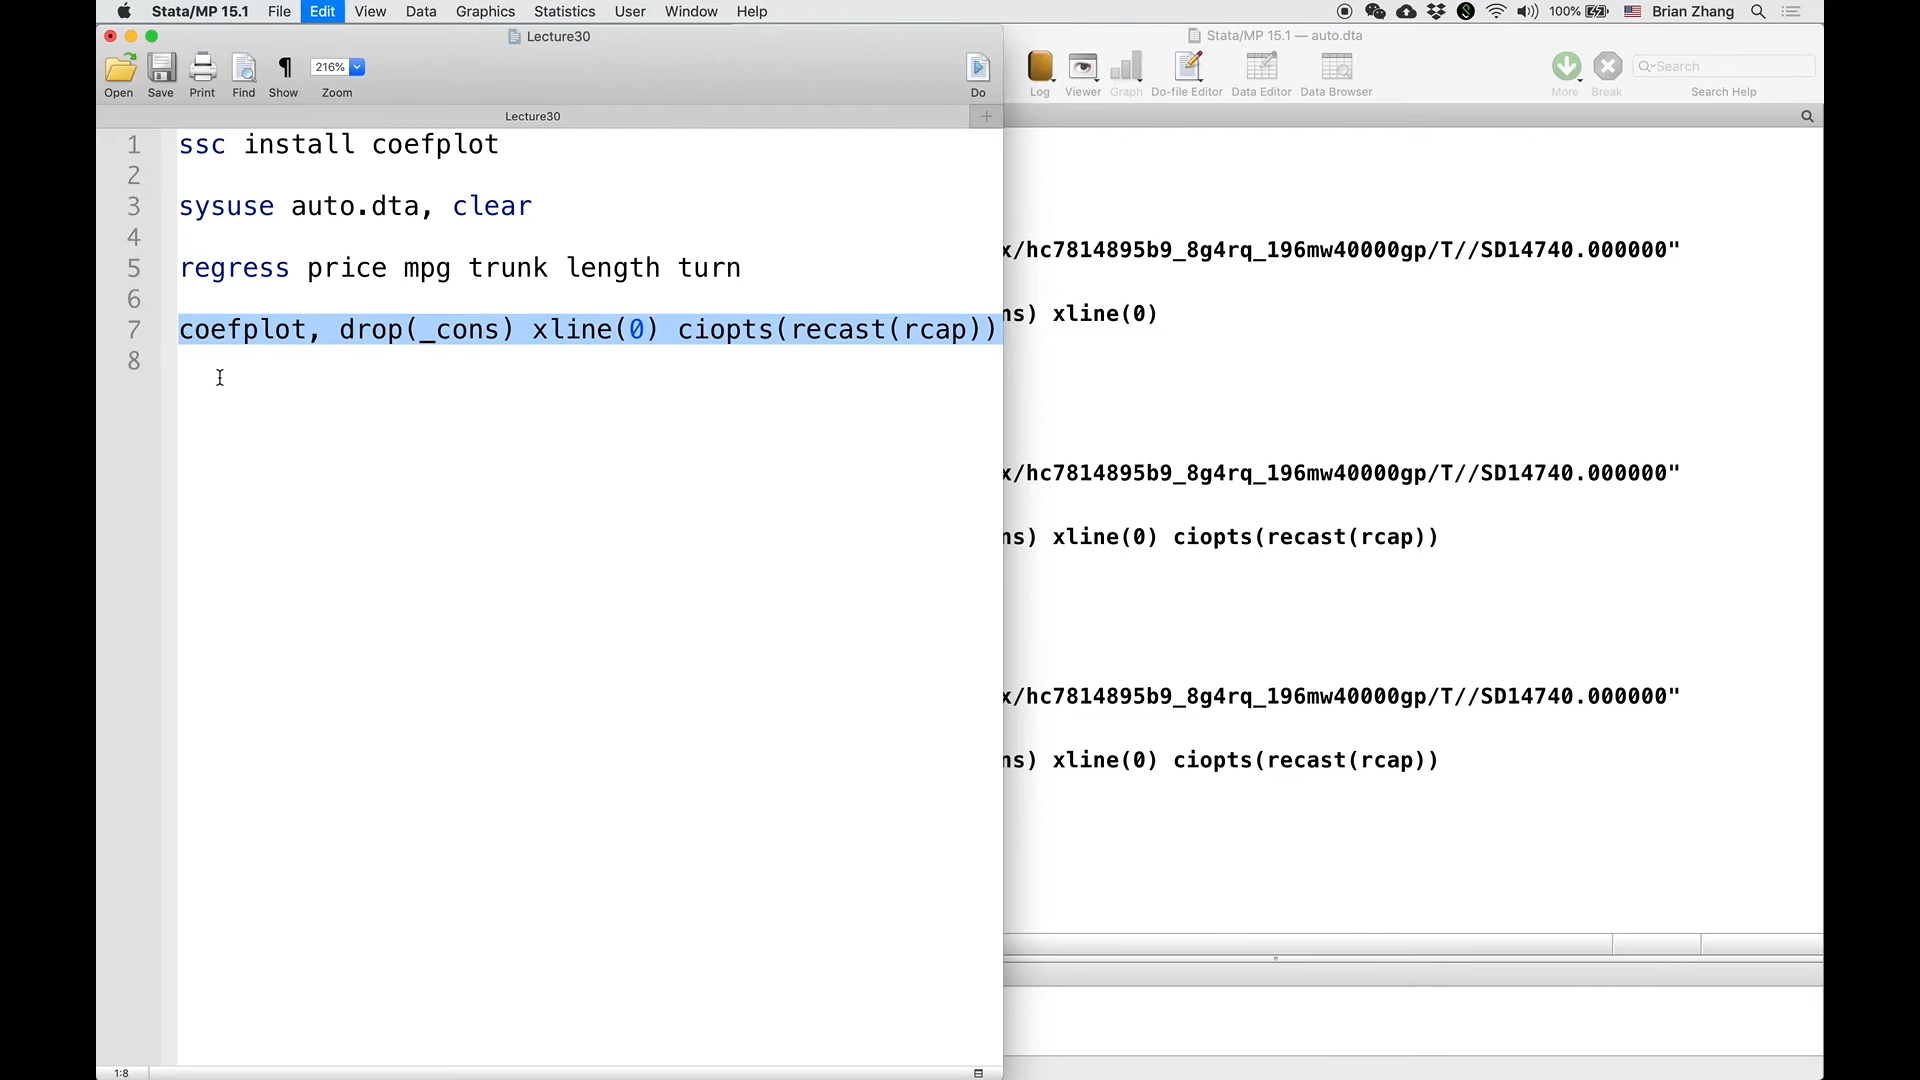 Stata/MP 15.1 File Edit View Data Graphics Statistics User Window Help 100% Brian Zhang
Lecture30
216%
Open Save Print Find Show Zoom Do
Lecture30
1 ssc install coefplot
2
3 sysuse auto.dta, clear
4
5 regress price mpg trunk length turn
6
7 coefplot, drop(_cons) xline(0) ciopts(recast(rcap))
8
1:8
Stata/MP 15.1 — auto.dta
Search
Log Viewer Graph Do-file Editor Data Editor Data Browser More Break Search Help
x/hc7814895b9_8g4rq_196mw40000gp/T//SD14740.000000"
ns) xline(0)
x/hc7814895b9_8g4rq_196mw40000gp/T//SD14740.000000"
ns) xline(0) ciopts(recast(rcap))
x/hc7814895b9_8g4rq_196mw40000gp/T//SD14740.000000"
ns) xline(0) ciopts(recast(rcap))